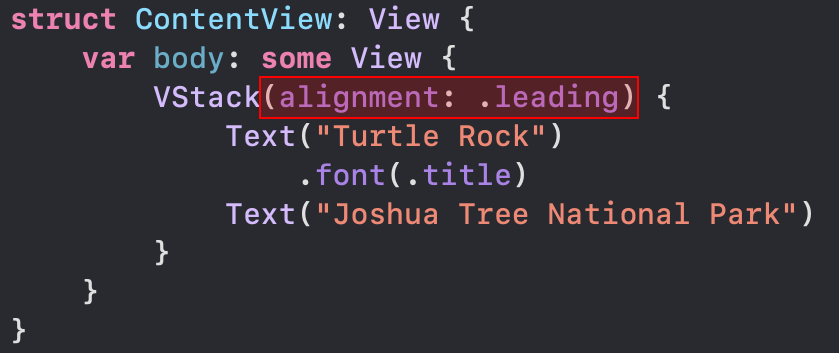 struct ContentView: View {
    var body: some View {
        VStack(alignment: .leading) {
            Text("Turtle Rock")
                .font(.title)
            Text("Joshua Tree National Park")
        }
    }
}